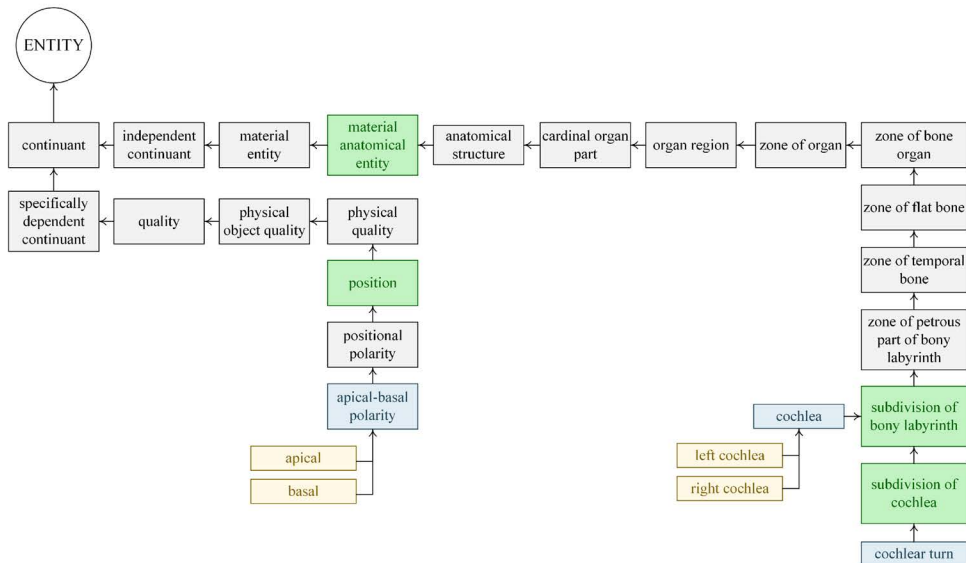 ENTITY
continuant
independent
continuant
material
entity
material
anatomical
entity
anatomical
structure
cardinal organ
part
organ region
zone of organ
zone of bone
organ
specifically
dependent
continuant
quality
physical
object quality
physical
quality
zone of flat bone
position
zone of temporal
bone
positional
polarity
zone of petrous
part of bony
labyrinth
apical-basal
polarity
cochlea
subdivision of
bony labyrinth
apical
left cochlea
basal
right cochlea
subdivision of
cochlea
cochlear turn